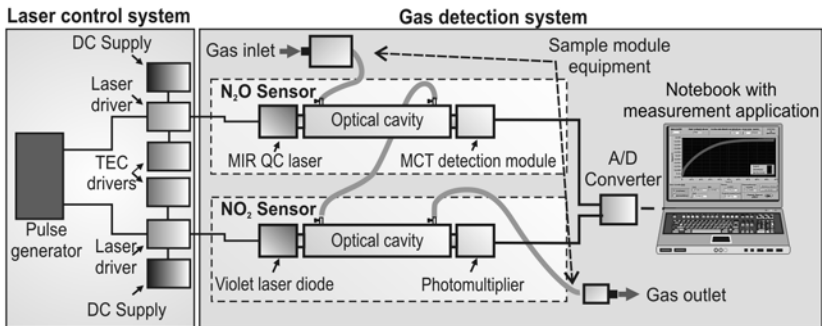 Laser control system
Gas detection system
DC Supply
Laser
driver
TEC
drivers
Pulse
generator
Laser
driver
DC Supply
Gas inlet
Sample module
equipment
N₂O Sensor
Optical cavity
MIR QC laser
MCT detection module
NO₂ Sensor
Optical cavity
Violet laser diode
Photomultiplier
A/D
Converter
Notebook with
measurement application
Gas outlet